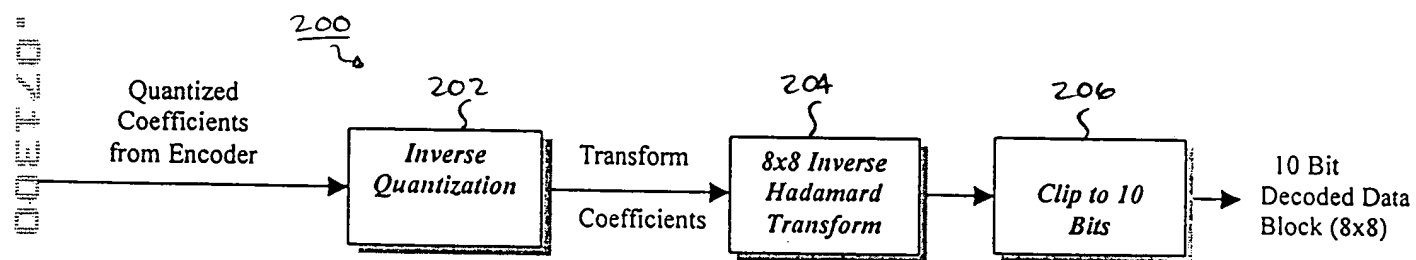 200
Quantized
Coefficients
from Encoder
202
Inverse
Quantization
Transform
Coefficients
204
8x8 Inverse
Hadamard
Transform
206
Clip to 10
Bits
10 Bit
Decoded Data
Block (8x8)